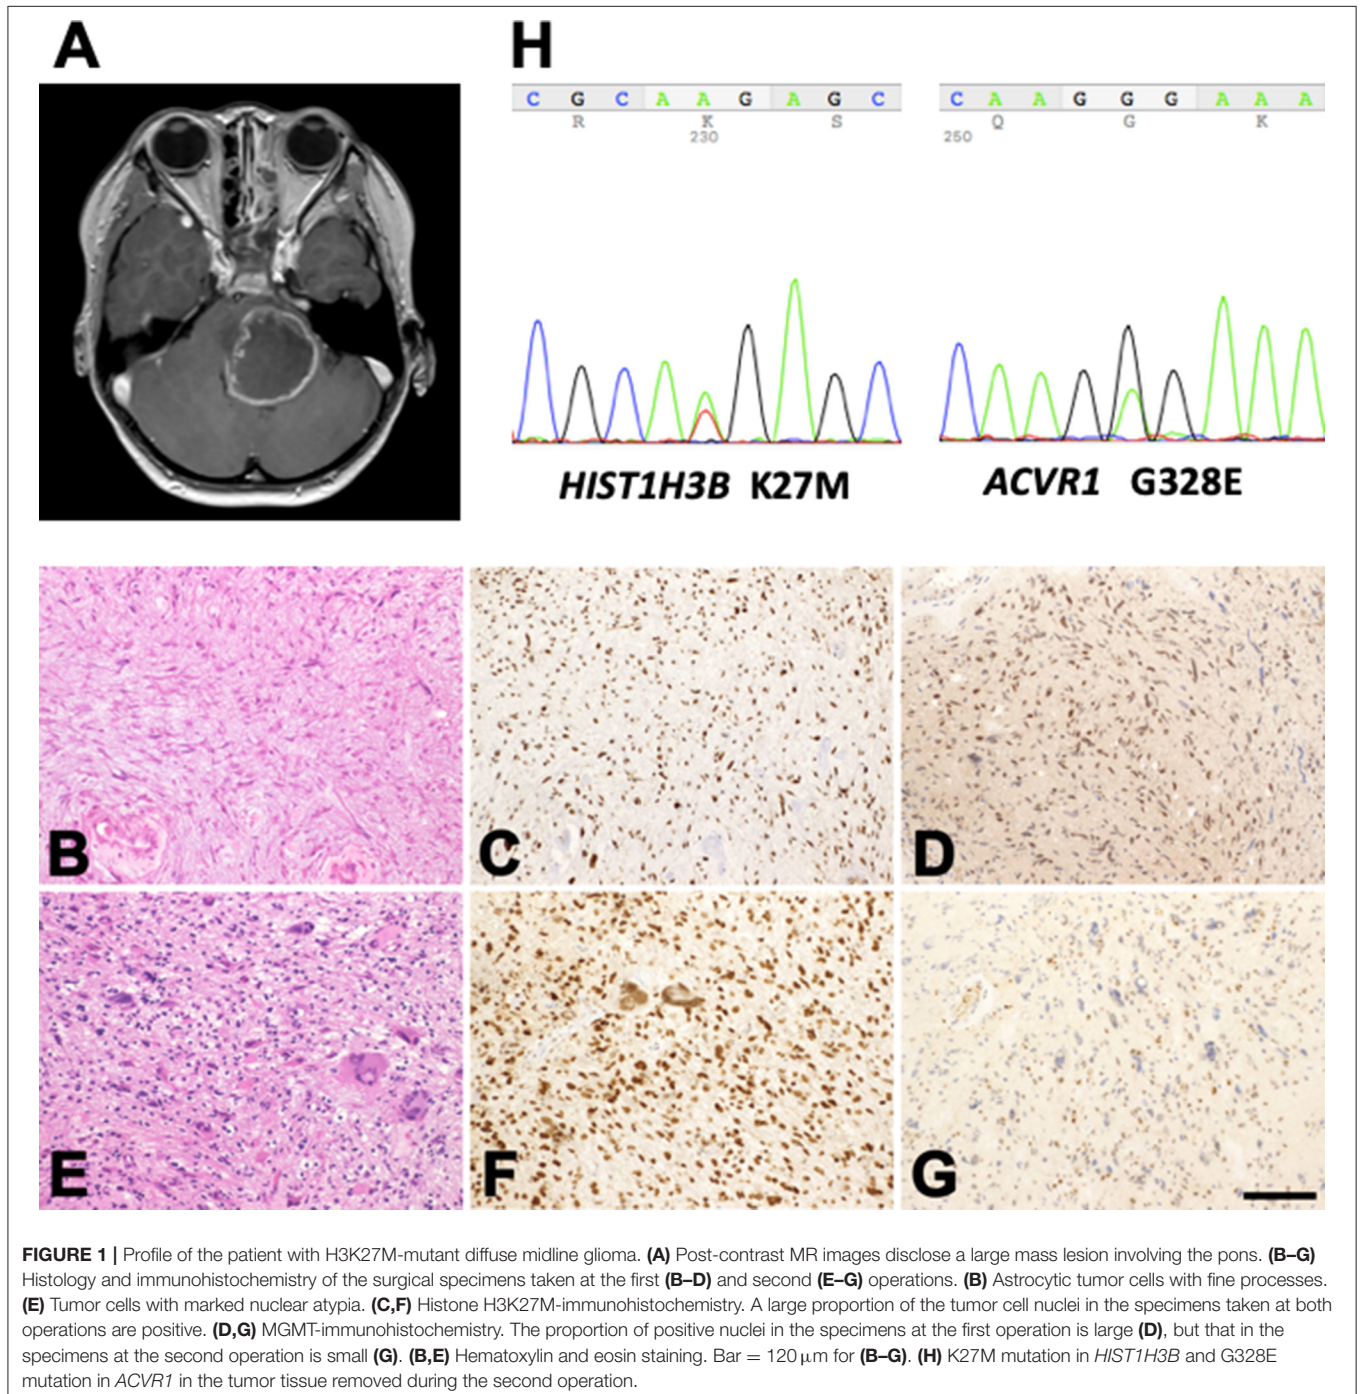 A
H
C G C A A G A G C
R K S
230
C A A G G G A A A
Q G K
250
HIST1H3B K27M
ACVR1 G328E
B
C
D
E
F
G
FIGURE 1 | Profile of the patient with H3K27M-mutant diffuse midline glioma. (A) Post-contrast MR images disclose a large mass lesion involving the pons. (B–G)
Histology and immunohistochemistry of the surgical specimens taken at the first (B–D) and second (E–G) operations. (B) Astrocytic tumor cells with fine processes.
(E) Tumor cells with marked nuclear atypia. (C,F) Histone H3K27M-immunohistochemistry. A large proportion of the tumor cell nuclei in the specimens taken at both
operations are positive. (D,G) MGMT-immunohistochemistry. The proportion of positive nuclei in the specimens at the first operation is large (D), but that in the
specimens at the second operation is small (G). (B,E) Hematoxylin and eosin staining. Bar = 120 μm for (B–G). (H) K27M mutation in HIST1H3B and G328E
mutation in ACVR1 in the tumor tissue removed during the second operation.